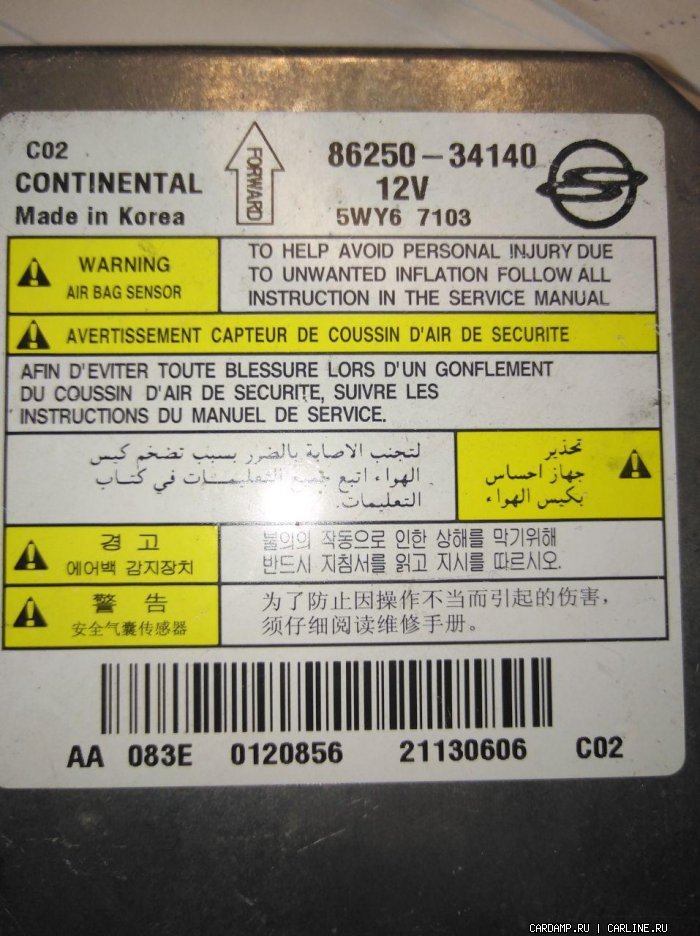 C02
CONTINENTAL
Made in Korea
FORWARD
86250-34140
12V
5WY6 7103
WARNING
AIR BAG SENSOR
TO HELP AVOID PERSONAL INJURY DUE
TO UNWANTED INFLATION FOLLOW ALL
INSTRUCTION IN THE SERVICE MANUAL
AVERTISSEMENT CAPTEUR DE COUSSIN D'AIR DE SECURITE
AFIN D'EVITER TOUTE BLESSURE LORS D'UN GONFLEMENT
DU COUSSIN D'AIR DE SECURITE, SUIVRE LES
INSTRUCTIONS DU MANUEL DE SERVICE.
لتجنب الاصابة بالضرر بسبب تضخم كيس
الهواء اتبع جميع التعليمات في كتاب
التعليمات.
تحذير
جهاز احساس
بكيس الهواء
경 고
에어백 감지장치
불의의 작동으로 인한 상해를 막기위해
반드시 지침서를 읽고 지시를 따르시오.
警 告
安全气囊传感器
为了防止因操作不当而引起的伤害，
须仔细阅读维修手册。
AA 083E 0120856 21130606 C02
CARDAMP.RU | CARLINE.RU